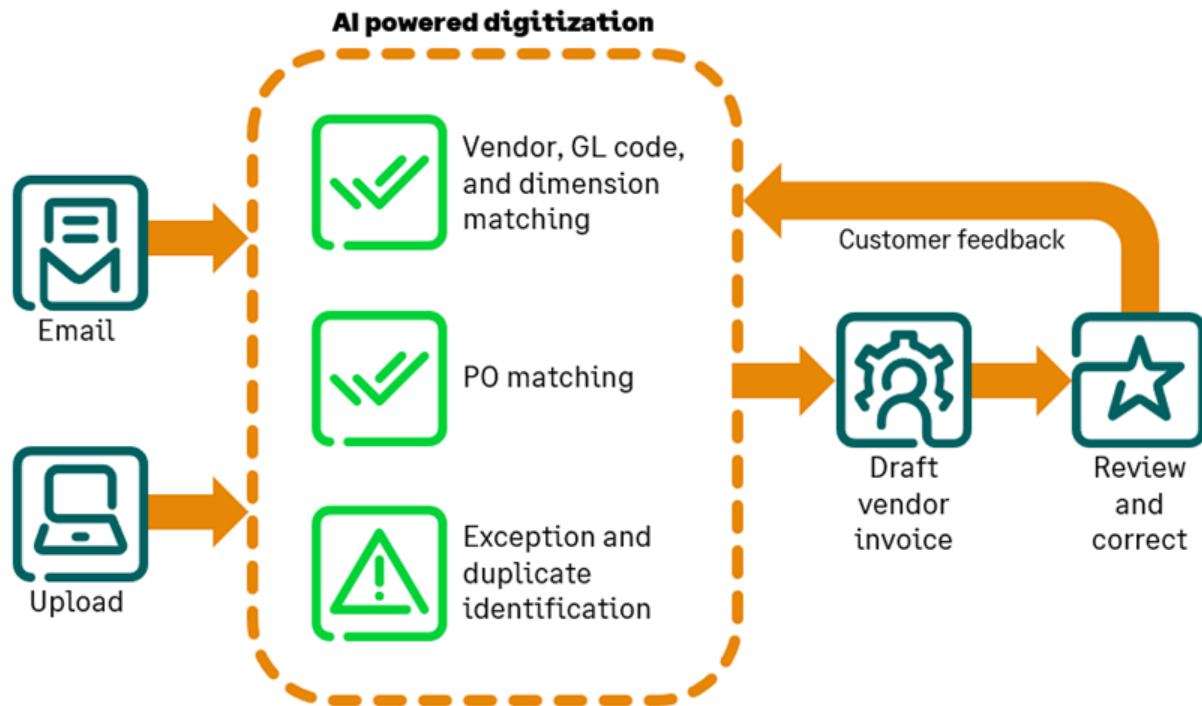 AI powered digitization
Vendor, GL code,
and dimension
matching
Email
Customer feedback
PO matching
Draft
vendor
invoice
Review
and
correct
Upload
Exception and
duplicate
identification